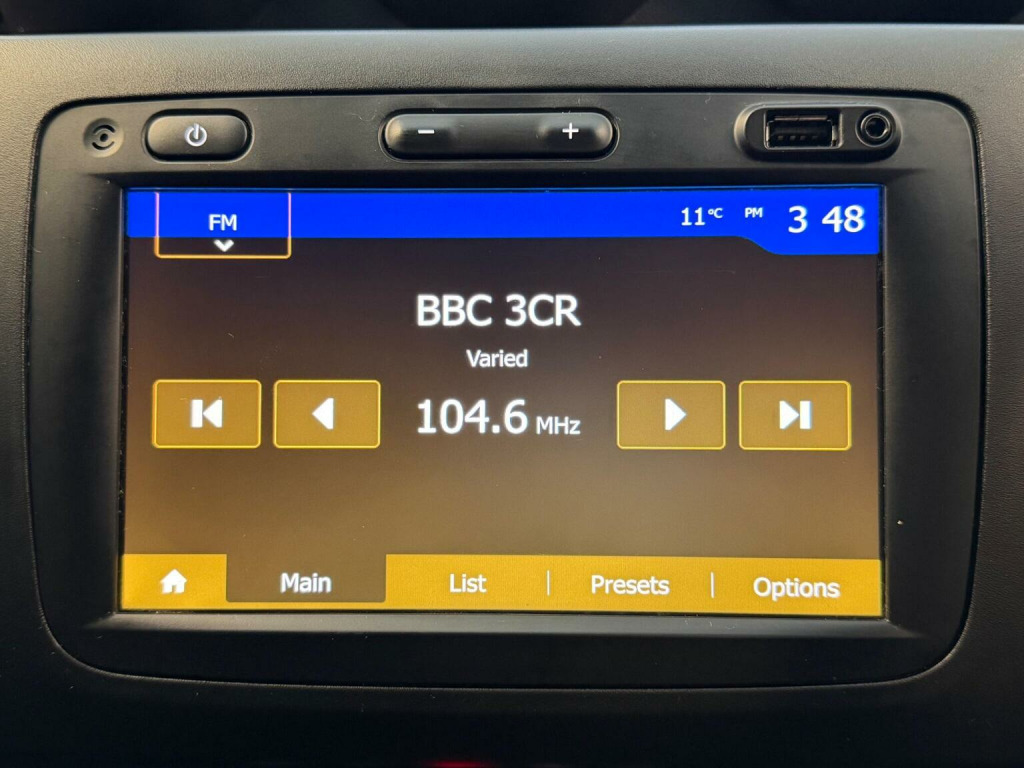 FM
11°C PM 3 48
BBC 3CR
Varied
104.6 MHz
Main List Presets Options